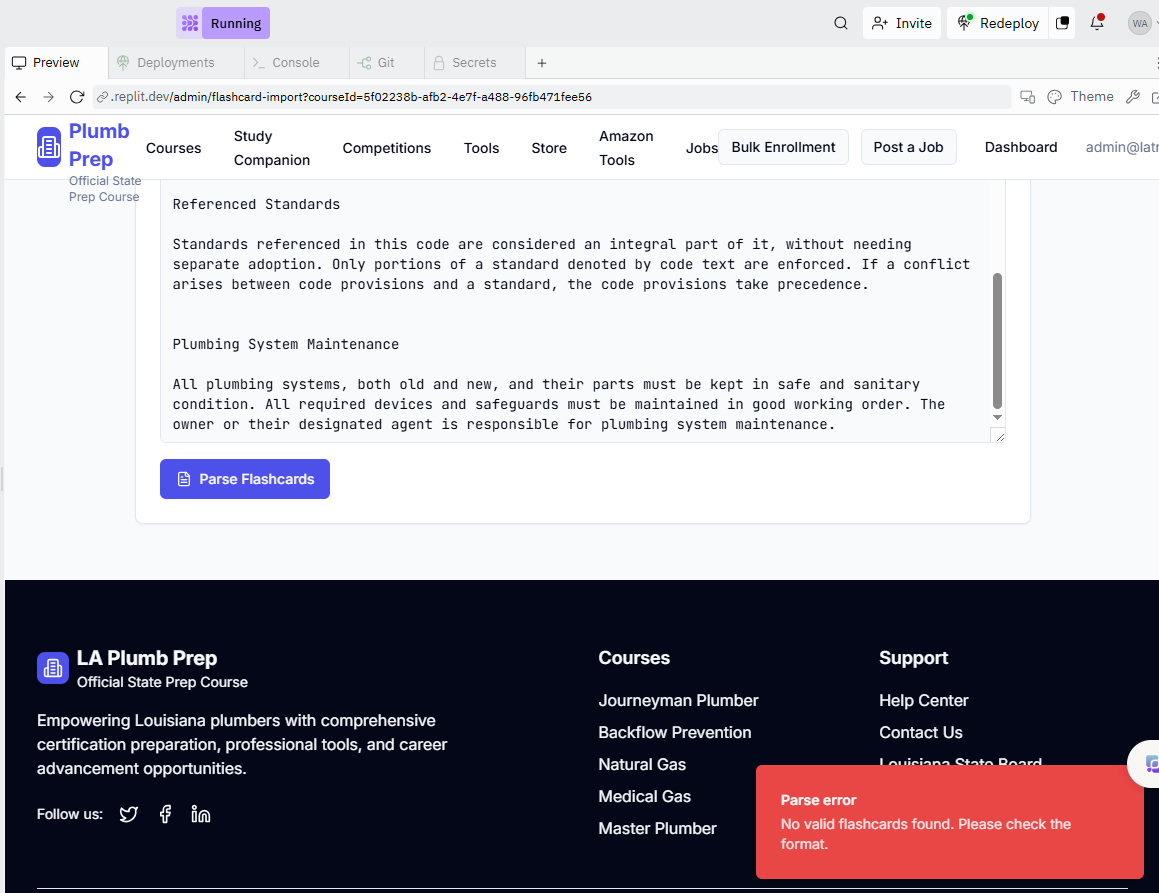 Running
Invite
Redeploy
WA
Preview
Deployments
Console
Git
Secrets
.replit.dev/admin/flashcard-import?courseId=5f02238b-afb2-4e7f-a488-96fb471fee56
Theme
Plumb
Prep
Official State
Prep Course
Courses
Study
Companion
Competitions
Tools
Store
Amazon
Tools
Jobs
Bulk Enrollment
Post a Job
Dashboard
admin@latr
Referenced Standards
Standards referenced in this code are considered an integral part of it, without needing
separate adoption. Only portions of a standard denoted by code text are enforced. If a conflict
arises between code provisions and a standard, the code provisions take precedence.
Plumbing System Maintenance
All plumbing systems, both old and new, and their parts must be kept in safe and sanitary
condition. All required devices and safeguards must be maintained in good working order. The
owner or their designated agent is responsible for plumbing system maintenance.
Parse Flashcards
LA Plumb Prep
Official State Prep Course
Empowering Louisiana plumbers with comprehensive
certification preparation, professional tools, and career
advancement opportunities.
Follow us:
Courses
Journeyman Plumber
Backflow Prevention
Natural Gas
Medical Gas
Master Plumber
Support
Help Center
Contact Us
Louisiana State Board
Parse error
No valid flashcards found. Please check the
format.